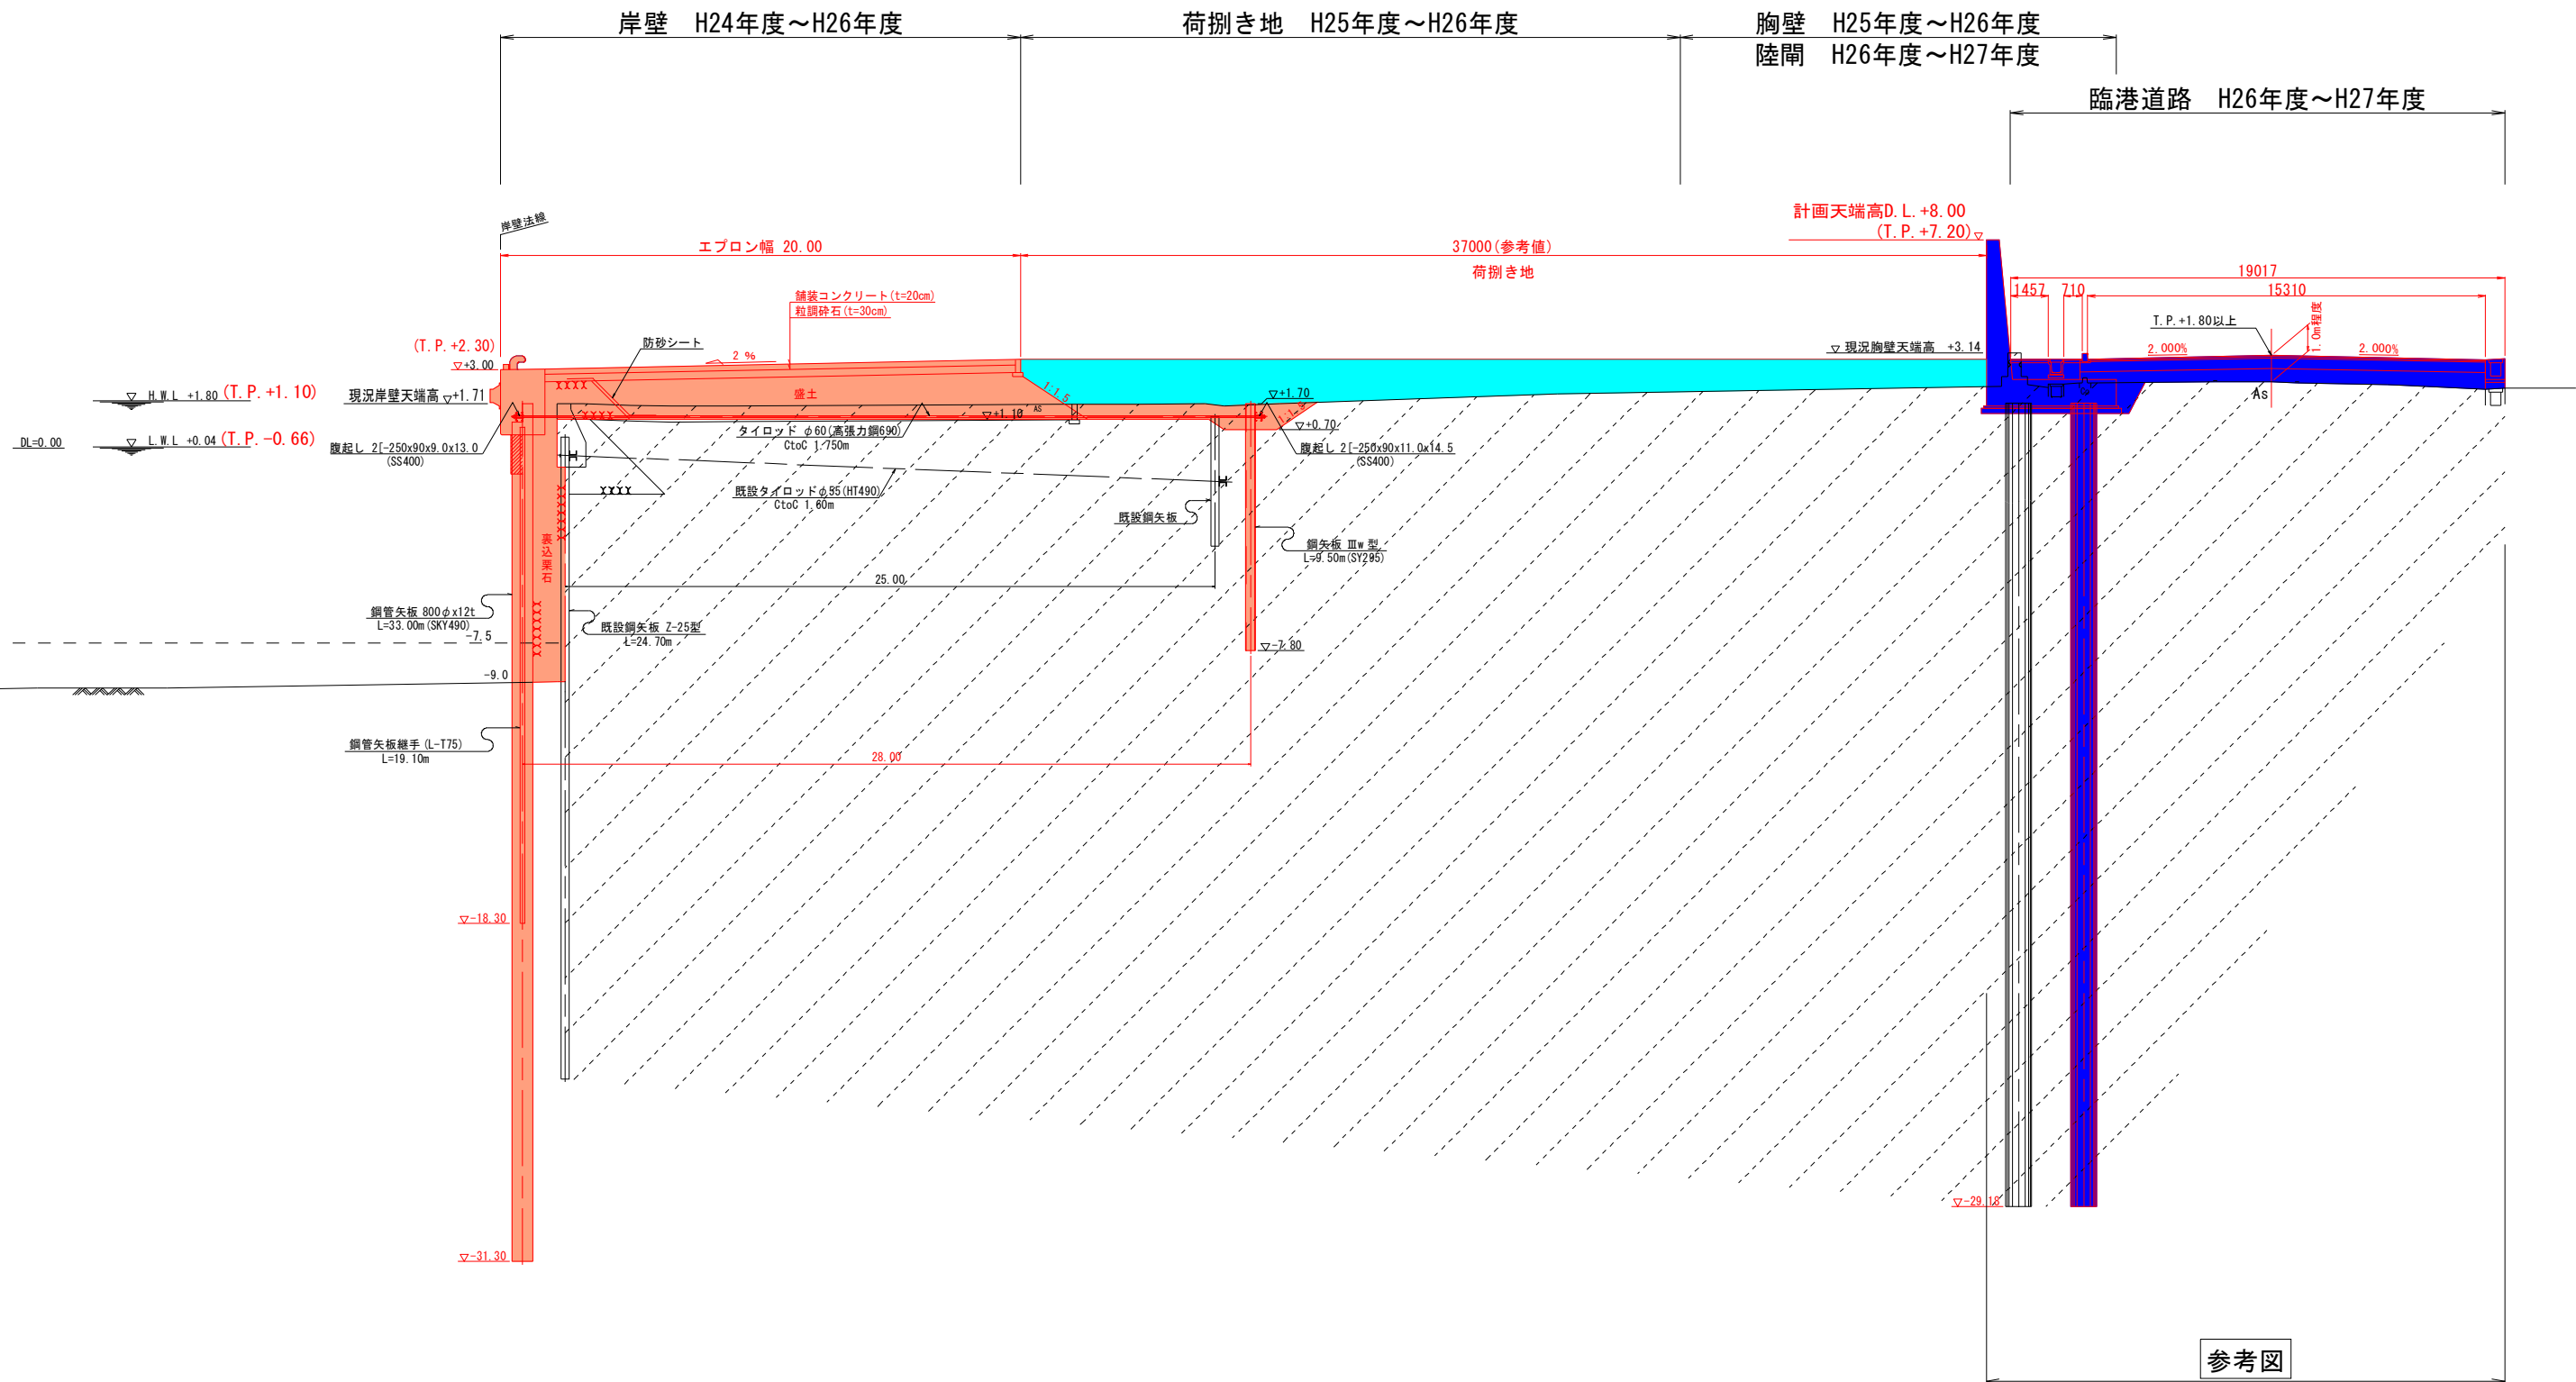 岸壁　H24年度～H26年度
荷捌き地　H25年度～H26年度
胸壁　H25年度～H26年度
陸閘　H26年度～H27年度
臨港道路　H26年度～H27年度
岸壁法線
計画天端高D.L.+8.00
(T.P.+7.20)
エプロン幅 20.00
37000(参考値)
荷捌き地
19017
1457
710
15310
舗装コンクリート(t=20cm)
粒調砕石(t=30cm)
T.P.+1.80以上
1.0m程度
(T.P.+2.30)
防砂シート
2 %
▽ 現況胸壁天端高 +3.14
2.000%
2.000%
▽+3.00
H.W.L +1.80 (T.P.+1.10)
現況岸壁天端高 ▽+1.71
盛土
1:1.5
▽+1.70
As
▽+1.10
AS
▽+0.70
DL=0.00
L.W.L +0.04 (T.P.-0.66)
腹起し 2[-250x90x9.0x13.0
(SS400)
タイロッド φ60(高張力鋼690)
CtoC 1.750m
腹起し 2[-250x90x11.0x14.5
(SS400)
既設タイロッドφ55(HT490)
CtoC 1.60m
既設鋼矢板
裏込栗石
鋼矢板 Ⅲw 型
L=9.50m(SY295)
25.00
鋼管矢板 800φx12t
L=33.00m(SKY490)
既設鋼矢板 Z-25型
L=24.70m
-7.5
▽-7.80
-9.0
鋼管矢板継手(L-T75)
L=19.10m
28.00
▽-18.30
▽-29.18
▽-31.30
参考図